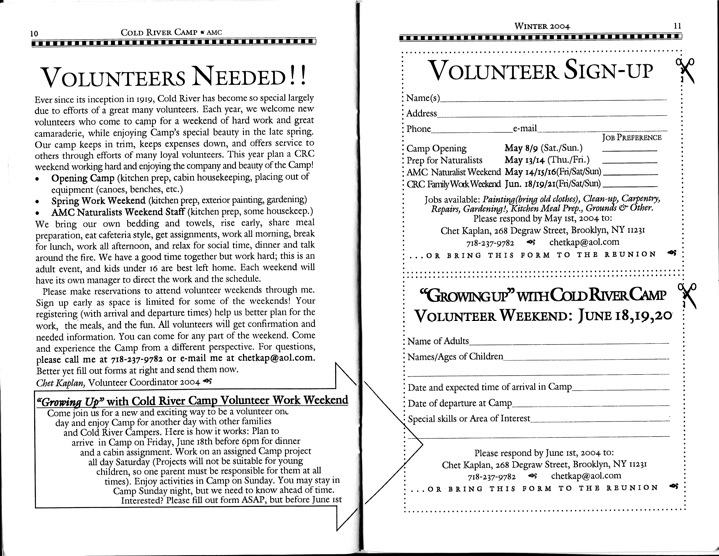 10
COLD RIVER CAMP ■ AMC
VOLUNTEERS NEEDED!!
Ever since its inception in 1919, Cold River has become so special largely
due to efforts of a great many volunteers. Each year, we welcome new
volunteers who come to camp for a weekend of hard work and great
camaraderie, while enjoying Camp's special beauty in the late spring.
Our camp keeps in trim, keeps expenses down, and offers service to
others through efforts of many loyal volunteers. This year plan a CRC
weekend working hard and enjoying the company and beauty of the Camp!
• Opening Camp (kitchen prep, cabin housekeeping, placing out of
equipment (canoes, benches, etc.)
• Spring Work Weekend (kitchen prep, exterior painting, gardening)
• AMC Naturalists Weekend Staff (kitchen prep, some housekeep.)
We bring our own bedding and towels, rise early, share meal
preparation, eat cafeteria style, get assignments, work all morning, break
for lunch, work all afternoon, and relax for social time, dinner and talk
around the fire. We have a good time together but work hard; this is an
adult event, and kids under 16 are best left home. Each weekend will
have its own manager to direct the work and the schedule.
Please make reservations to attend volunteer weekends through me.
Sign up early as space is limited for some of the weekends! Your
registering (with arrival and departure times) help us better plan for the
work, the meals, and the fun. All volunteers will get confirmation and
needed information. You can come for any part of the weekend. Come
and experience the Camp from a different perspective. For questions,
please call me at 718-237-9782 or e-mail me at chetkap@aol.com.
Better yet fill out forms at right and send them now.
Chet Kaplan, Volunteer Coordinator 2004
"Growing Up" with Cold River Camp Volunteer Work Weekend
Come join us for a new and exciting way to be a volunteer one
day and enjoy Camp for another day with other families
and Cold River Campers. Here is how it works: Plan to
arrive in Camp on Friday, June 18th before 6pm for dinner
and a cabin assignment. Work on an assigned Camp project
all day Saturday (Projects will not be suitable for young
children, so one parent must be responsible for them at all
times). Enjoy activities in Camp on Sunday. You may stay in
Camp Sunday night, but we need to know ahead of time.
Interested? Please fill out form ASAP, but before June 1st
WINTER 2004
11
VOLUNTEER SIGN-UP
Name(s)
Address
Phone e-mail
JOB PREFERENCE
Camp Opening May 8/9 (Sat./Sun.)
Prep for Naturalists May 13/14 (Thu./Fri.)
AMC Naturalist Weekend May 14/15/16(Fri/Sat/Sun)
CRC Family Work Weekend Jun. 18/19/21(Fri/Sat/Sun)
Jobs available: Painting(bring old clothes), Clean-up, Carpentry,
Repairs, Gardening!, Kitchen Meal Prep., Grounds & Other.
Please respond by May 1st, 2004 to:
Chet Kaplan, 268 Degraw Street, Brooklyn, NY 11231
718-237-9782 chetkap@aol.com
...OR BRING THIS FORM TO THE REUNION
"GROWING UP" WITH COLD RIVER CAMP
VOLUNTEER WEEKEND: JUNE 18,19,20
Name of Adults
Names/Ages of Children
Date and expected time of arrival in Camp
Date of departure at Camp
Special skills or Area of Interest
Please respond by June 1st, 2004 to:
Chet Kaplan, 268 Degraw Street, Brooklyn, NY 11231
718-237-9782 chetkap@aol.com
...OR BRING THIS FORM TO THE REUNION